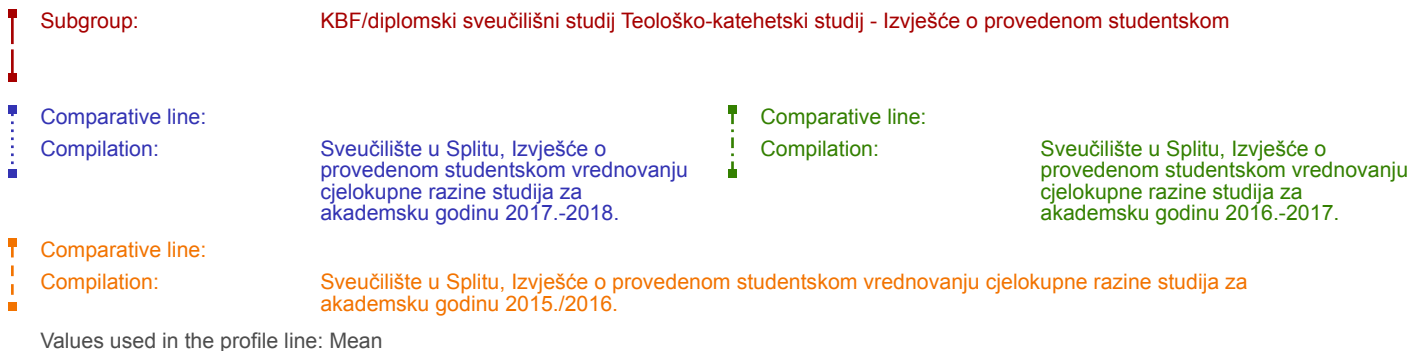 Subgroup: KBF/diplomski sveučilišni studij Teološko-katehetski studij - Izvješće o provedenom studentskom
Comparative line:
Compilation: Sveučilište u Splitu, Izvješće o
provedenom studentskom vrednovanju
cjelokupne razine studija za
akademsku godinu 2017.-2018.
Comparative line:
Compilation: Sveučilište u Splitu, Izvješće o
provedenom studentskom vrednovanju
cjelokupne razine studija za
akademsku godinu 2016.-2017.
Comparative line:
Compilation: Sveučilište u Splitu, Izvješće o provedenom studentskom vrednovanju cjelokupne razine studija za
akademsku godinu 2015./2016.
Values used in the profile line: Mean